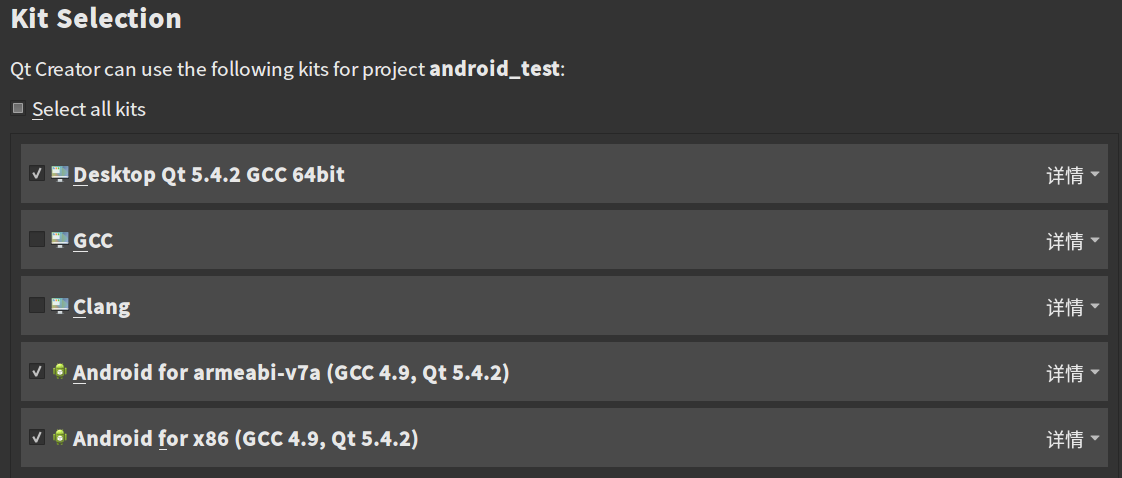 Kit Selection
Qt Creator can use the following kits for project android_test:
Select all kits
Desktop Qt 5.4.2 GCC 64bit 详情
GCC 详情
Clang 详情
Android for armeabi-v7a (GCC 4.9, Qt 5.4.2) 详情
Android for x86 (GCC 4.9, Qt 5.4.2) 详情